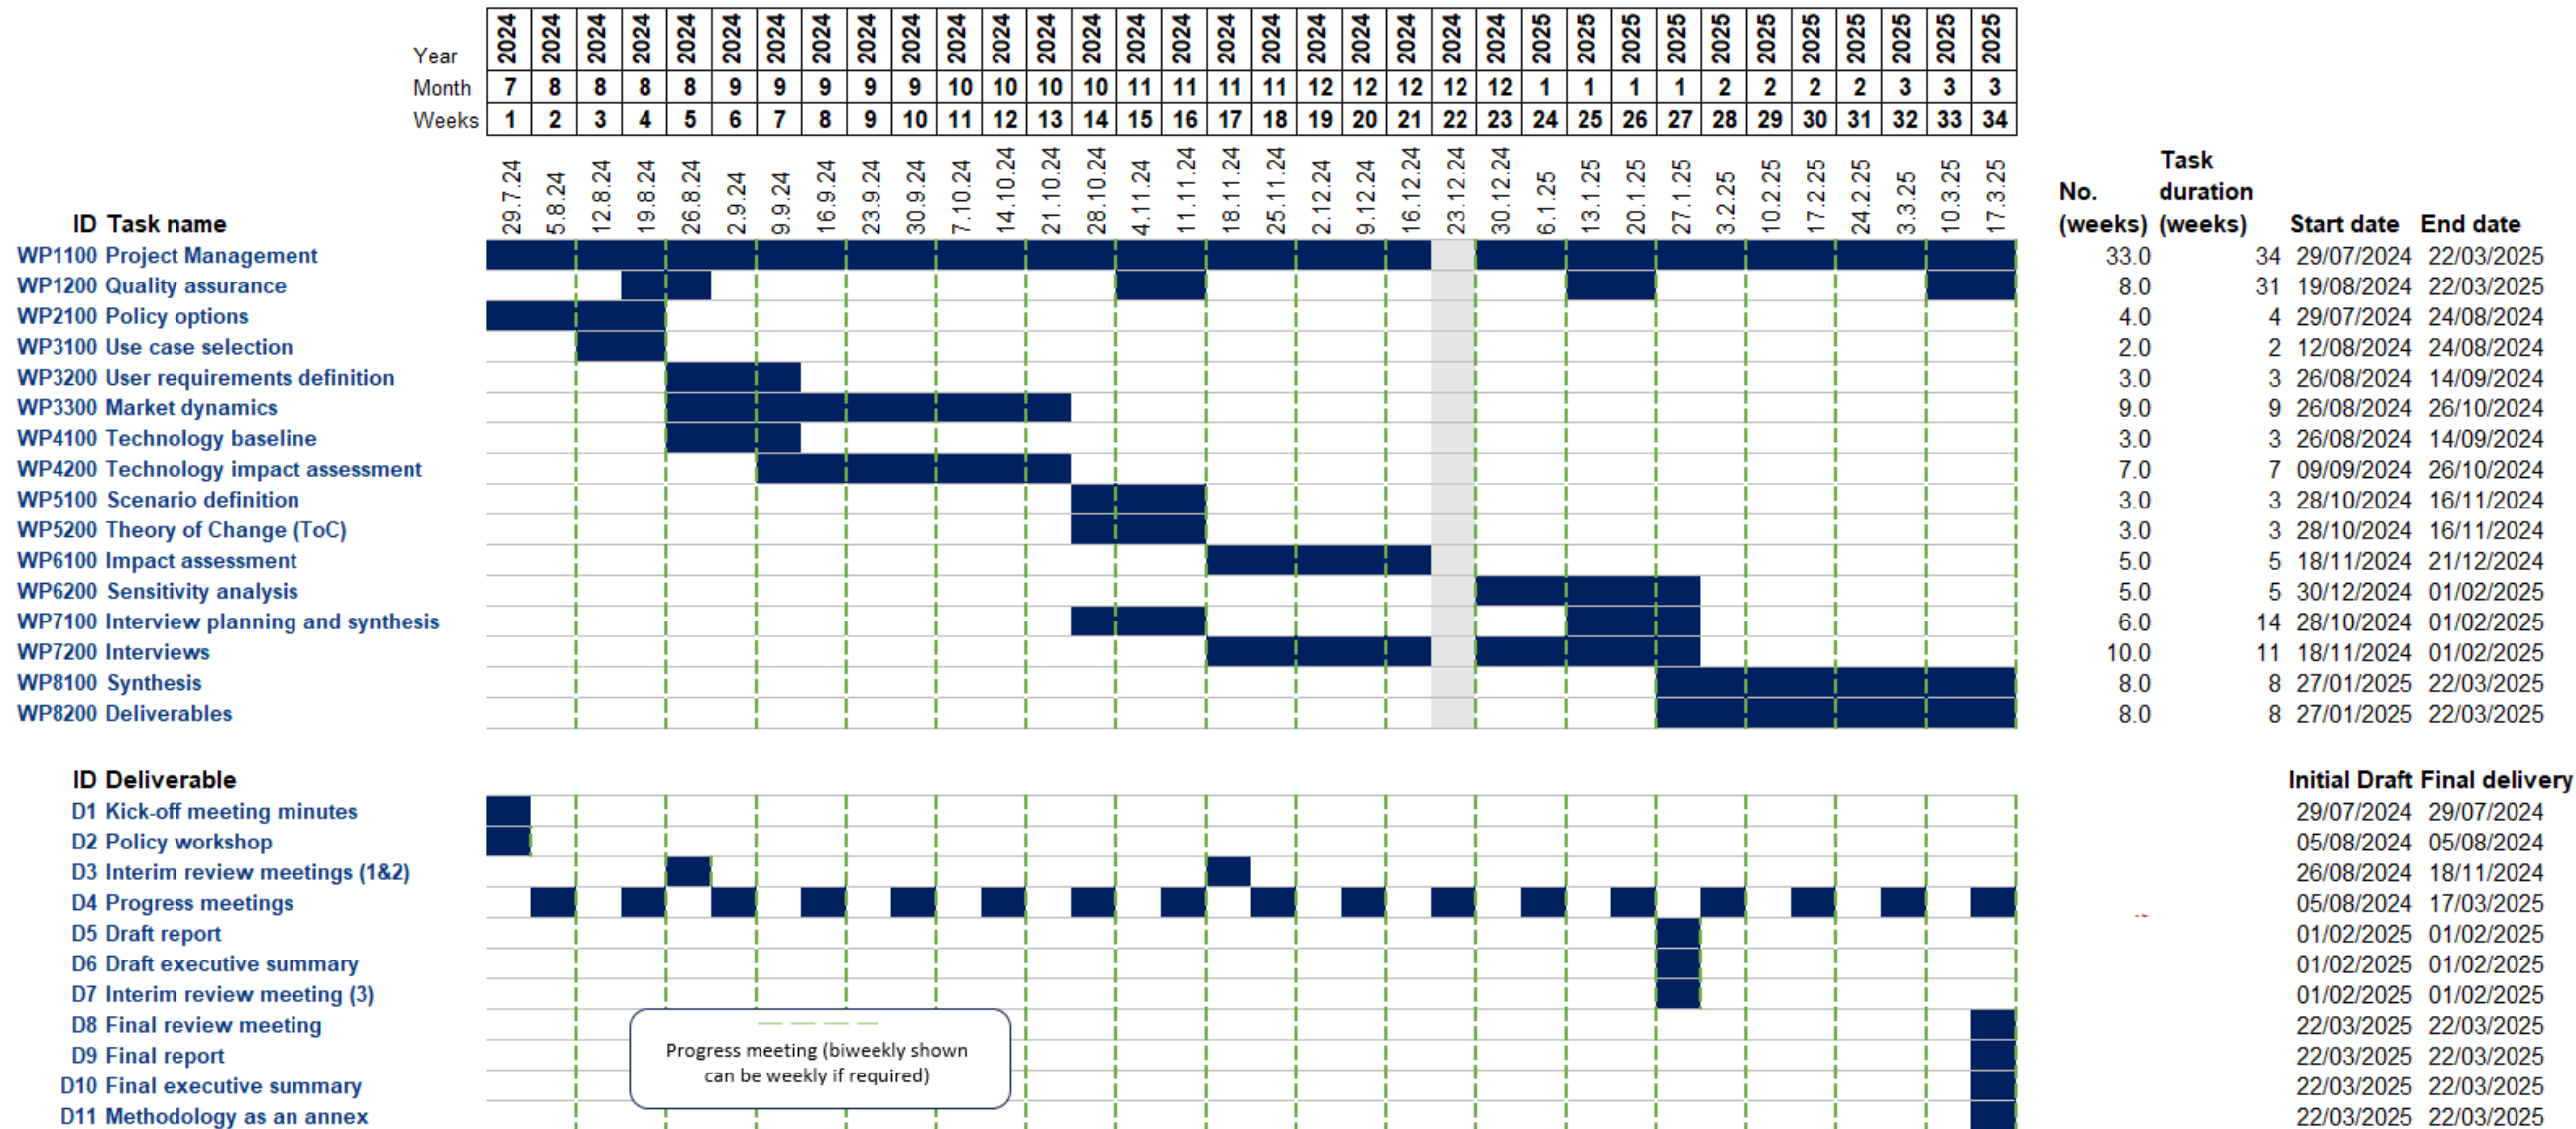 Year 2024 2024 2024 2024 2024 2024 2024 2024 2024 2024 2024 2024 2024 2024 2024 2024 2024 2024 2024 2024 2024 2024 2024 2025 2025 2025 2025 2025 2025 2025 2025 2025 2025 2025
Month 7 8 8 8 8 9 9 9 9 9 10 10 10 10 11 11 11 11 12 12 12 12 12 1 1 1 1 2 2 2 2 3 3 3
Weeks 1 2 3 4 5 6 7 8 9 10 11 12 13 14 15 16 17 18 19 20 21 22 23 24 25 26 27 28 29 30 31 32 33 34
ID Task name 29.7.24 5.8.24 12.8.24 19.8.24 26.8.24 2.9.24 9.9.24 16.9.24 23.9.24 30.9.24 7.10.24 14.10.24 21.10.24 28.10.24 4.11.24 11.11.24 18.11.24 25.11.24 2.12.24 9.12.24 16.12.24 23.12.24 30.12.24 6.1.25 13.1.25 20.1.25 27.1.25 3.2.25 10.2.25 17.2.25 24.2.25 3.3.25 10.3.25 17.3.25 No. (weeks) Task duration (weeks) Start date End date
WP1100 Project Management 33.0 34 29/07/2024 22/03/2025
WP1200 Quality assurance 8.0 31 19/08/2024 22/03/2025
WP2100 Policy options 4.0 4 29/07/2024 24/08/2024
WP3100 Use case selection 2.0 2 12/08/2024 24/08/2024
WP3200 User requirements definition 3.0 3 26/08/2024 14/09/2024
WP3300 Market dynamics 9.0 9 26/08/2024 26/10/2024
WP4100 Technology baseline 3.0 3 26/08/2024 14/09/2024
WP4200 Technology impact assessment 7.0 7 09/09/2024 26/10/2024
WP5100 Scenario definition 3.0 3 28/10/2024 16/11/2024
WP5200 Theory of Change (ToC) 3.0 3 28/10/2024 16/11/2024
WP6100 Impact assessment 5.0 5 18/11/2024 21/12/2024
WP6200 Sensitivity analysis 5.0 5 30/12/2024 01/02/2025
WP7100 Interview planning and synthesis 6.0 14 28/10/2024 01/02/2025
WP7200 Interviews 10.0 11 18/11/2024 01/02/2025
WP8100 Synthesis 8.0 8 27/01/2025 22/03/2025
WP8200 Deliverables 8.0 8 27/01/2025 22/03/2025
ID Deliverable Initial Draft Final delivery
D1 Kick-off meeting minutes 29/07/2024 29/07/2024
D2 Policy workshop 05/08/2024 05/08/2024
D3 Interim review meetings (1&2) 26/08/2024 18/11/2024
D4 Progress meetings 05/08/2024 17/03/2025
D5 Draft report 01/02/2025 01/02/2025
D6 Draft executive summary 01/02/2025 01/02/2025
D7 Interim review meeting (3) 01/02/2025 01/02/2025
D8 Final review meeting 22/03/2025 22/03/2025
D9 Final report 22/03/2025 22/03/2025
D10 Final executive summary 22/03/2025 22/03/2025
D11 Methodology as an annex 22/03/2025 22/03/2025
Progress meeting (biweekly shown
can be weekly if required)